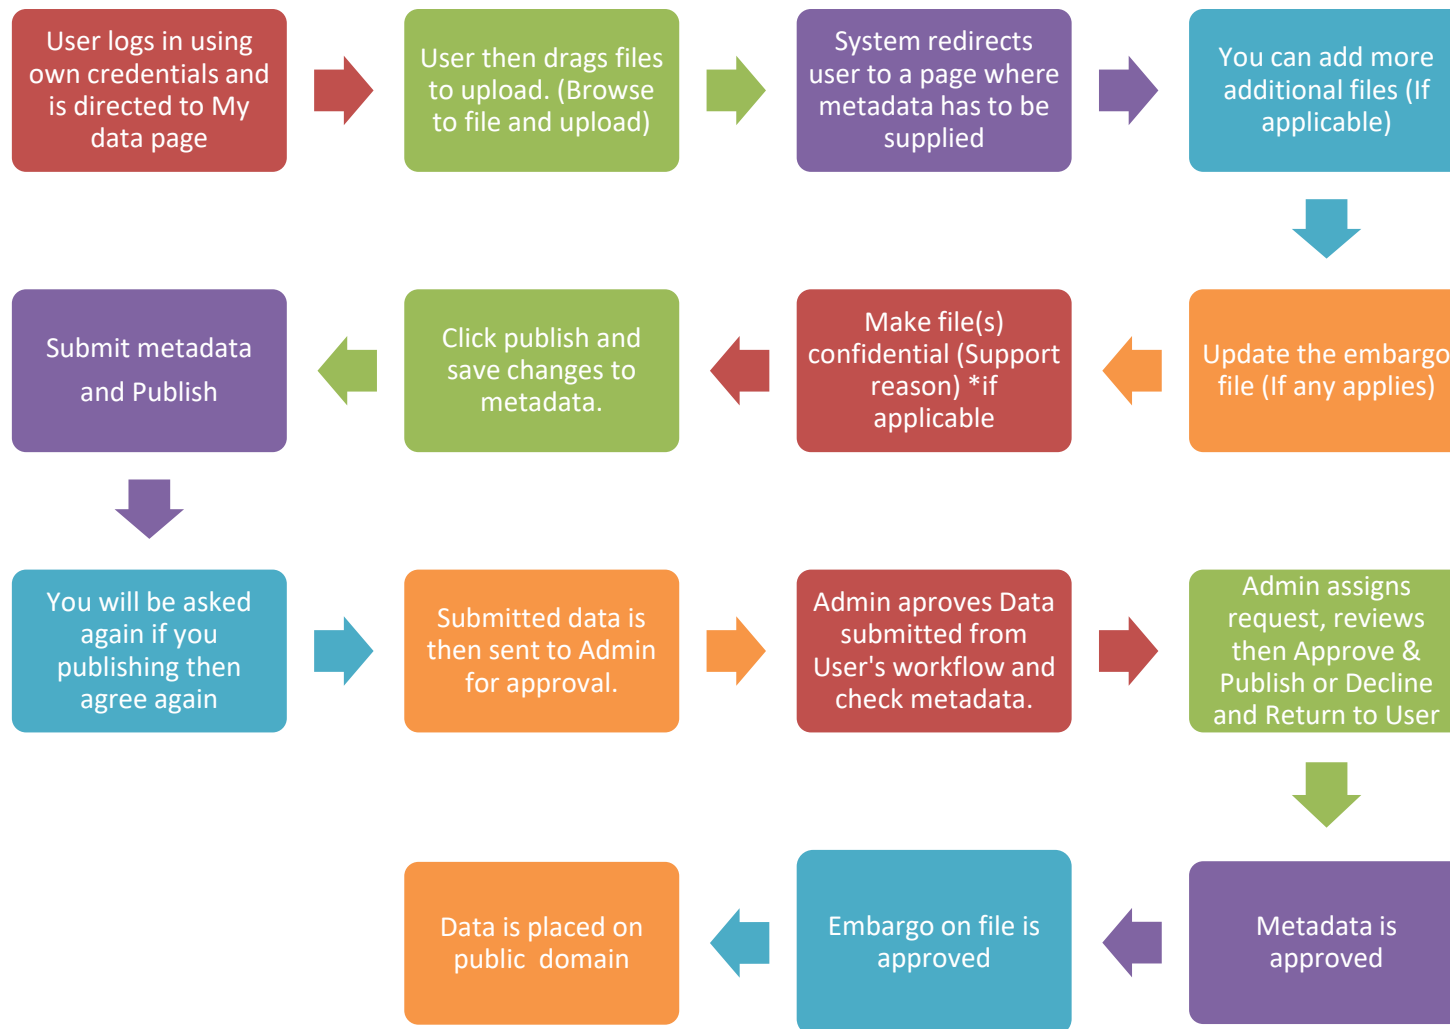 User logs in using
own credentials and
is directed to My
data page
User then drags files
to upload. (Browse
to file and upload)
System redirects
user to a page where
metadata has to be
supplied
You can add more
additional files (If
applicable)
Update the embargo
file (If any applies)
Make file(s)
confidential (Support
reason) *if
applicable
Click publish and
save changes to
metadata.
Submit metadata
and Publish
You will be asked
again if you
publishing then
agree again
Submitted data is
then sent to Admin
for approval.
Admin aproves Data
submitted from
User's workflow and
check metadata.
Admin assigns
request, reviews
then Approve &
Publish or Decline
and Return to User
Metadata is
approved
Embargo on file is
approved
Data is placed on
public domain